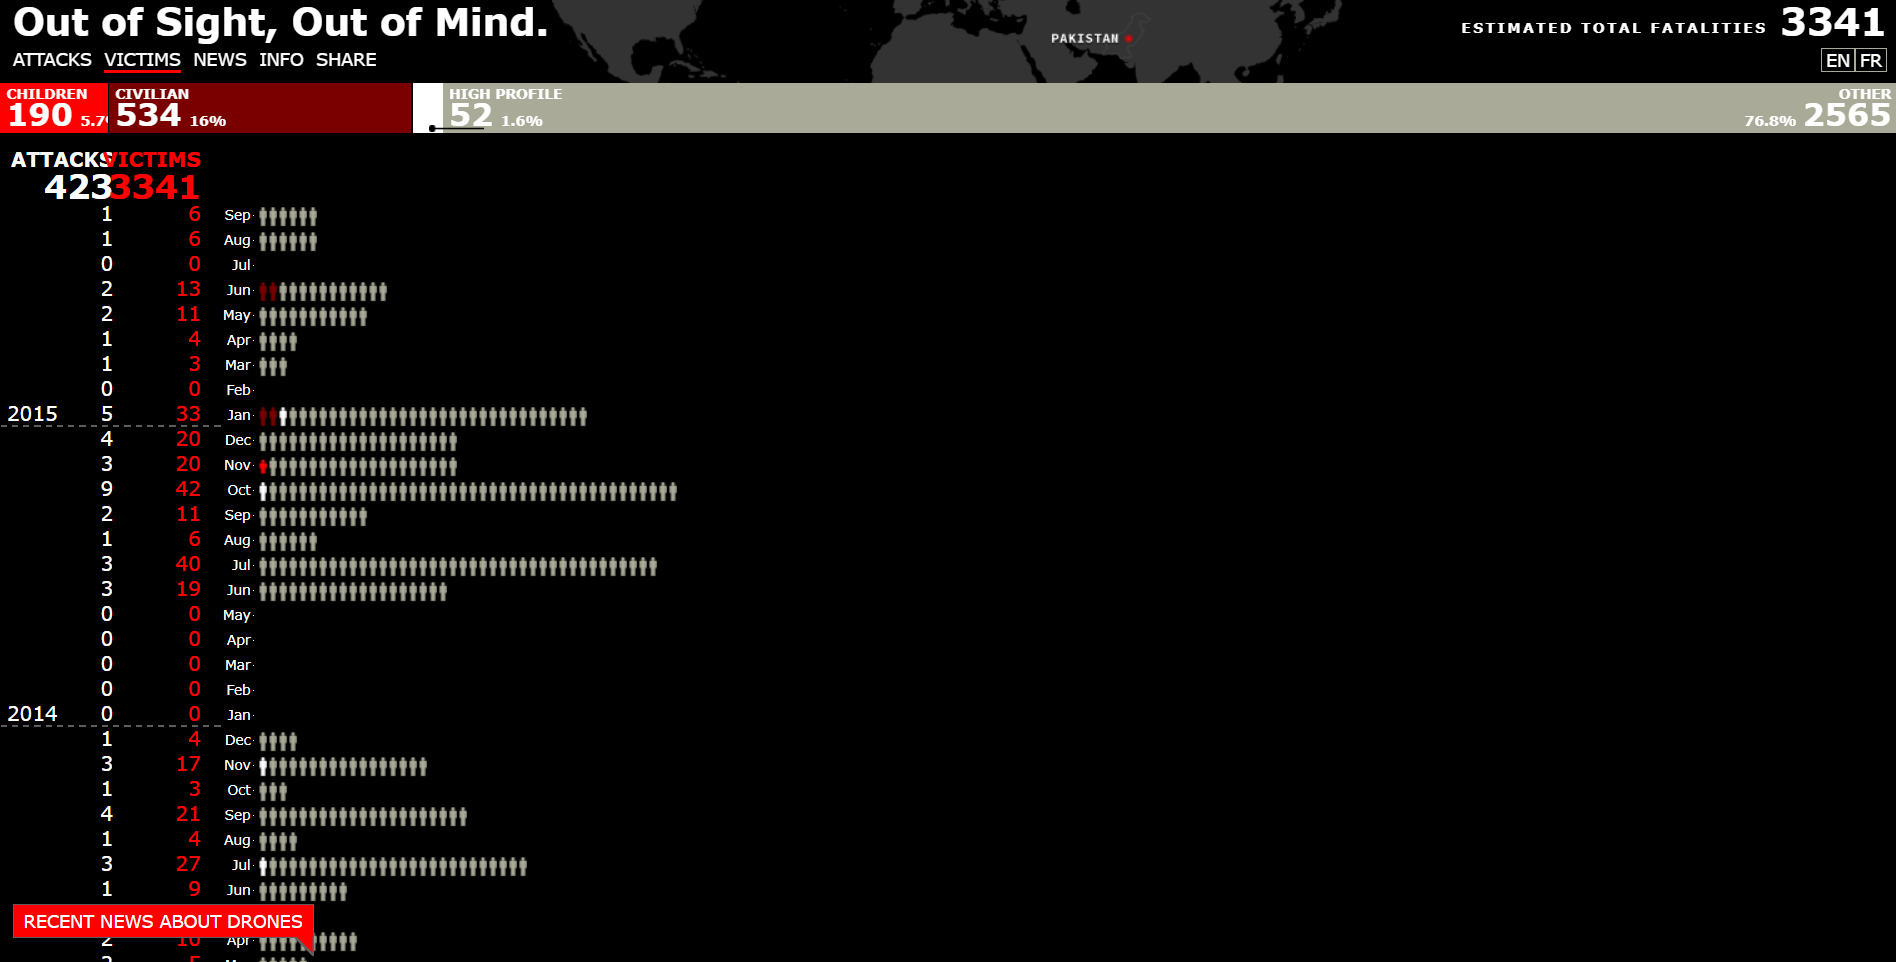 Out of Sight, Out of Mind.
ATTACKS VICTIMS NEWS INFO SHARE
PAKISTAN
ESTIMATED TOTAL FATALITIES 3341
EN FR
CHILDREN
190 5.7
CIVILIAN
534 16%
HIGH PROFILE
52 1.6%
OTHER
76.8% 2565
ATTACKS VICTIMS
423 3341
1 6 Sep
1 6 Aug
0 0 Jul
2 13 Jun
2 11 May
1 4 Apr
1 3 Mar
0 0 Feb
2015 5 33 Jan
4 20 Dec
3 20 Nov
9 42 Oct
2 11 Sep
1 6 Aug
3 40 Jul
3 19 Jun
0 0 May
0 0 Apr
0 0 Mar
0 0 Feb
2014 0 0 Jan
1 4 Dec
3 17 Nov
1 3 Oct
4 21 Sep
1 4 Aug
3 27 Jul
1 9 Jun
RECENT NEWS ABOUT DRONES
2 10 Apr